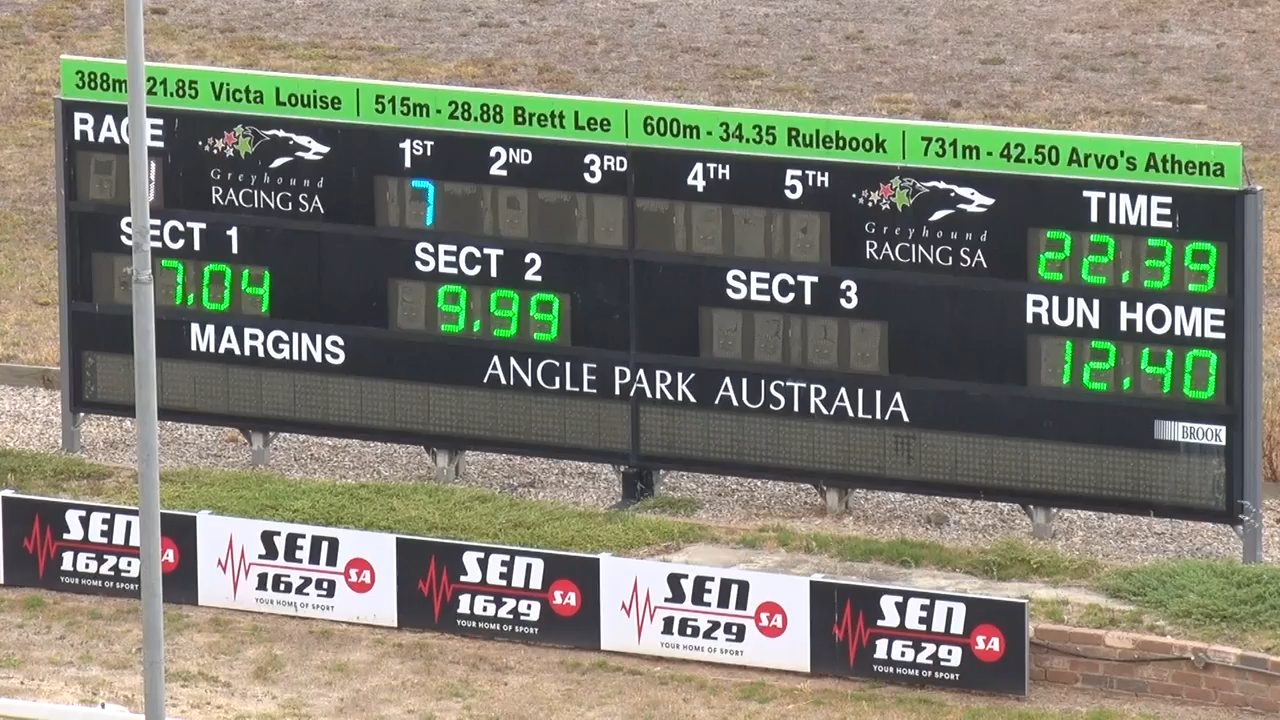 388m 21.85 Victa Louise | 515m - 28.88 Brett Lee | 600m - 34.35 Rulebook | 731m - 42.50 Arvo's Athena
RACE
Greyhound
RACING SA
1ST 2ND 3RD 4TH 5TH
7
Greyhound
RACING SA
TIME
22.39
SECT 1
7.04
SECT 2
9.99
SECT 3
RUN HOME
12.40
MARGINS
ANGLE PARK AUSTRALIA
BROOK
SEN
1629 SA
YOUR HOME OF SPORT
SEN
1629 SA
YOUR HOME OF SPORT
SEN
1629 SA
YOUR HOME OF SPORT
SEN
1629 SA
YOUR HOME OF SPORT
SEN
1629 SA
YOUR HOME OF SPORT